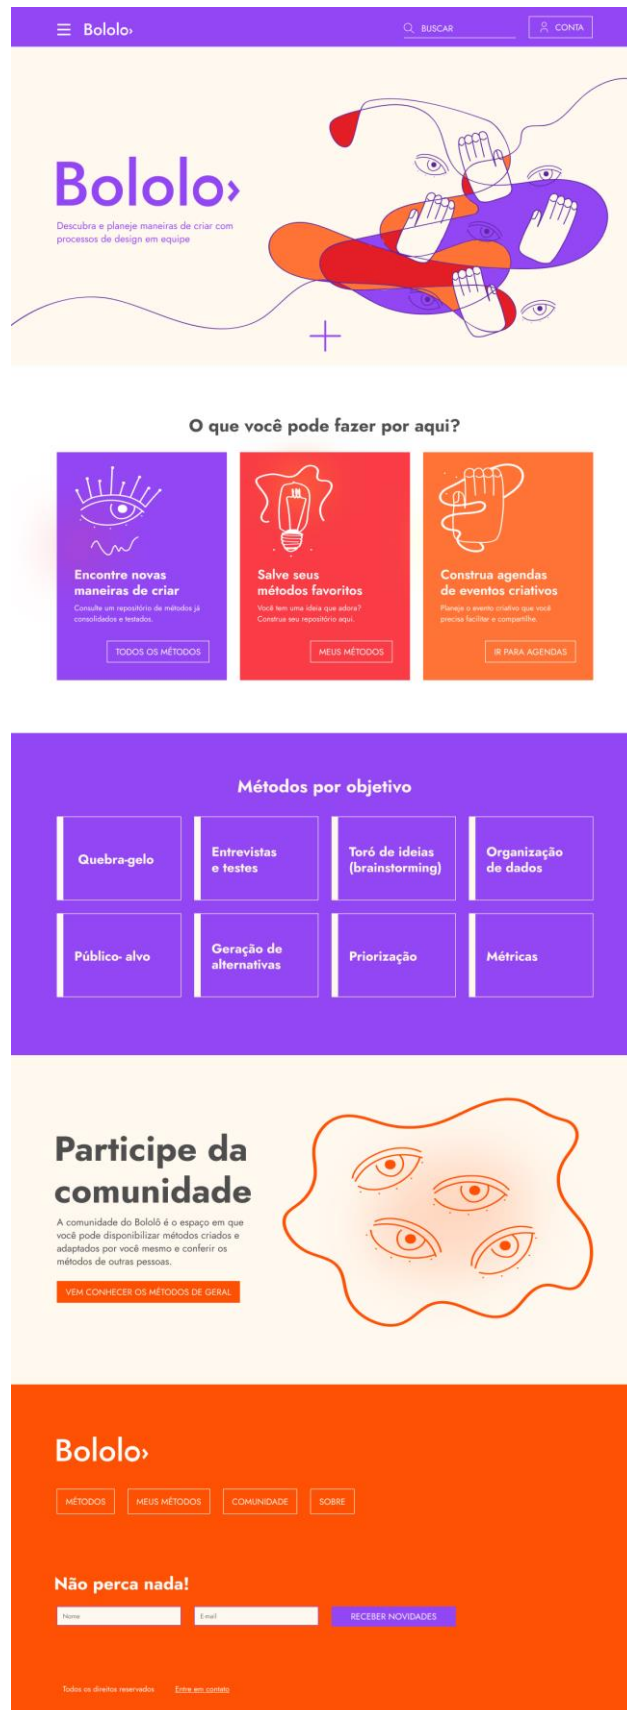 Bololo›
BUSCAR
CONTA
Bololo›
Descubra e planeje maneiras de criar com
processos de design em equipe
O que você pode fazer por aqui?
Encontre novas
maneiras de criar
Consulte um repositório de métodos já
consolidados e testados.
TODOS OS MÉTODOS
Salve seus
métodos favoritos
Você tem uma ideia que adora?
Construa seu repositório aqui.
MEUS MÉTODOS
Construa agendas
de eventos criativos
Planeje o evento criativo que você
precisa facilitar e compartilhe.
IR PARA AGENDAS
Métodos por objetivo
Quebra-gelo
Entrevistas
e testes
Toró de ideias
(brainstorming)
Organização
de dados
Público- alvo
Geração de
alternativas
Priorização
Métricas
Participe da
comunidade
A comunidade do Bololô é o espaço em que
você pode disponibilizar métodos criados e
adaptados por você mesmo e conferir os
métodos de outras pessoas.
VEM CONHECER OS MÉTODOS DE GERAL
Bololo›
MÉTODOS
MEUS MÉTODOS
COMUNIDADE
SOBRE
Não perca nada!
Nome
E-mail
RECEBER NOVIDADES
Todos os direitos reservados
Entre em contato